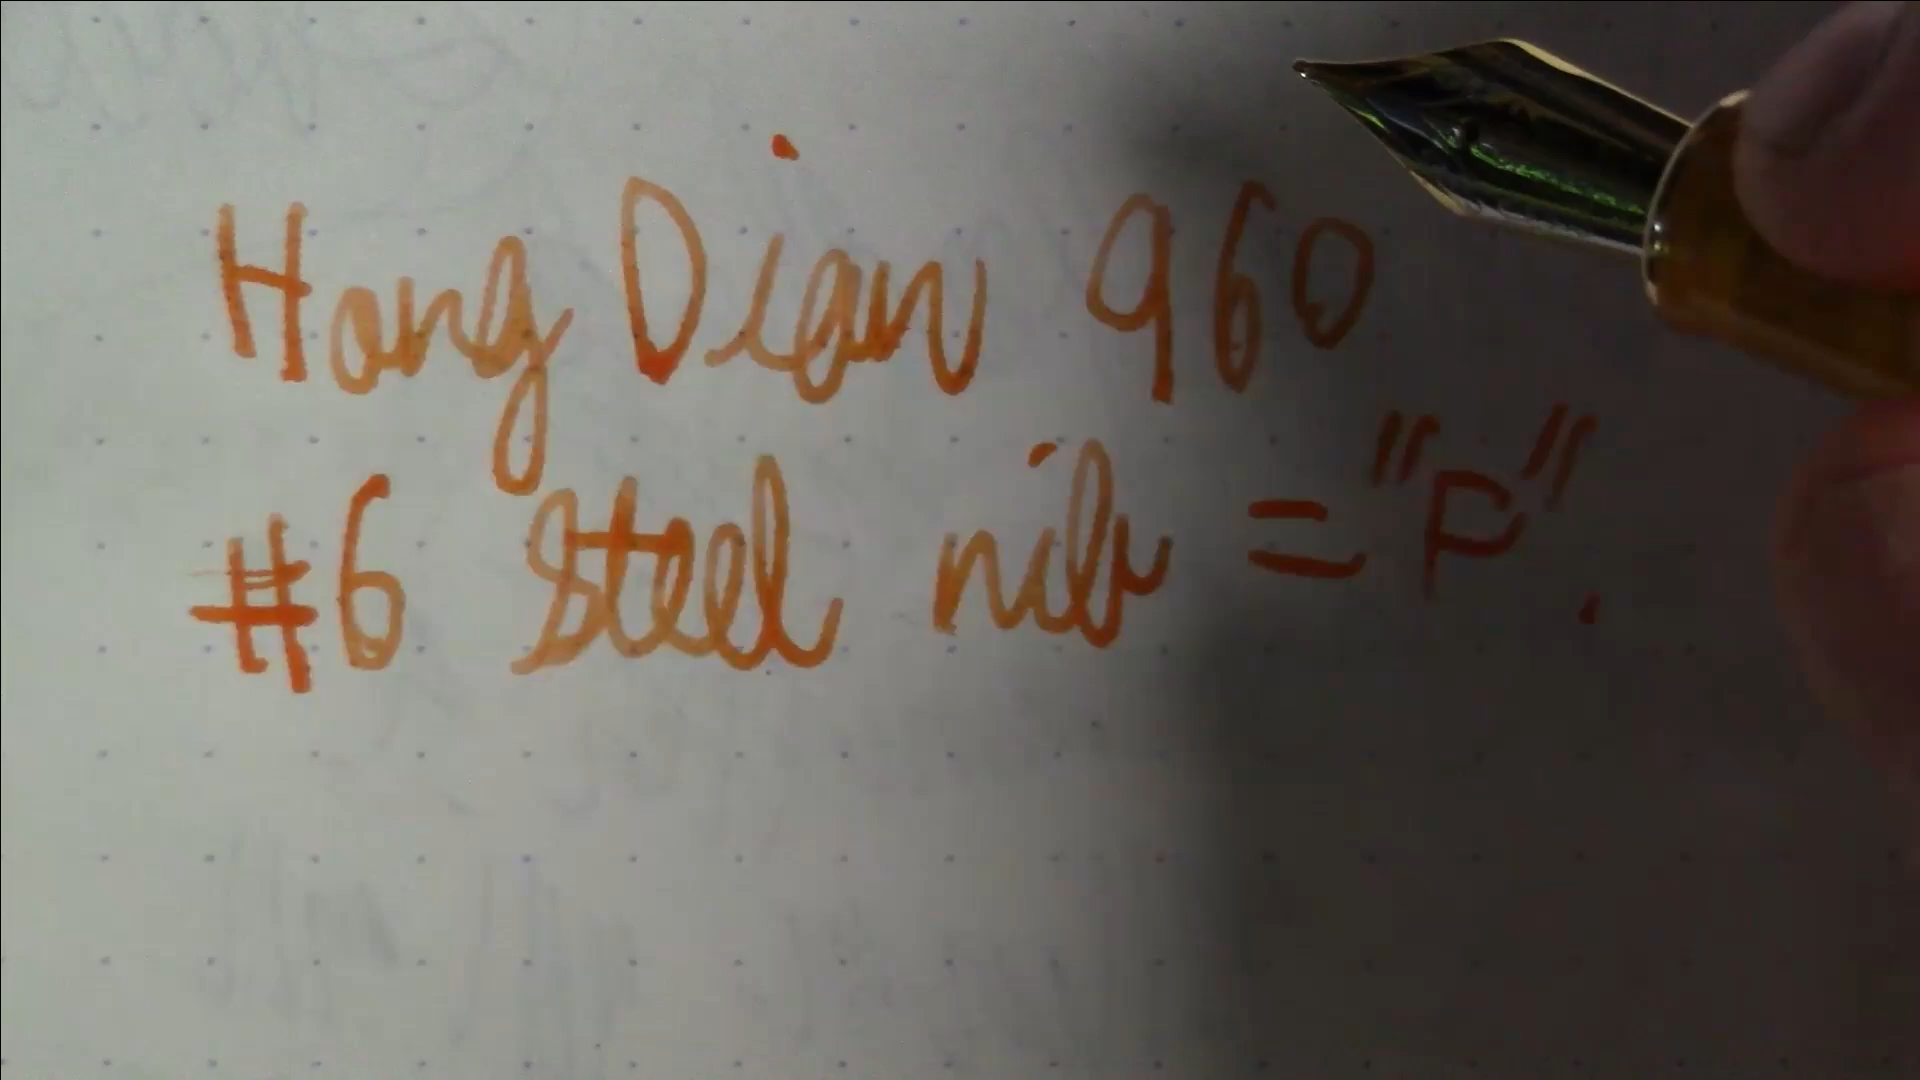 Hong Dian 960
#6 Steel nib = "P".